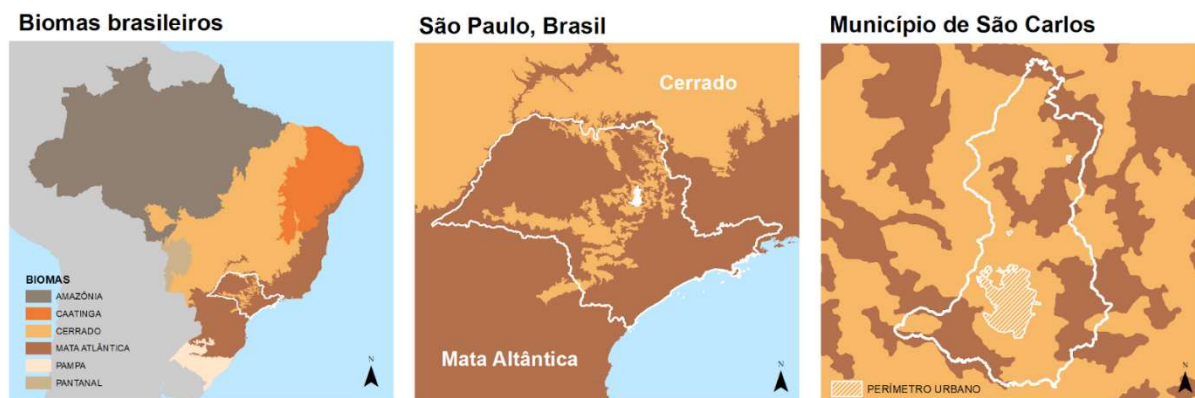 Biomas brasileiros
BIOMAS
AMAZÔNIA
CAATINGA
CERRADO
MATA ATLÂNTICA
PAMPA
PANTANAL
N
São Paulo, Brasil
Cerrado
Mata Altântica
N
Município de São Carlos
PERÍMETRO URBANO
N